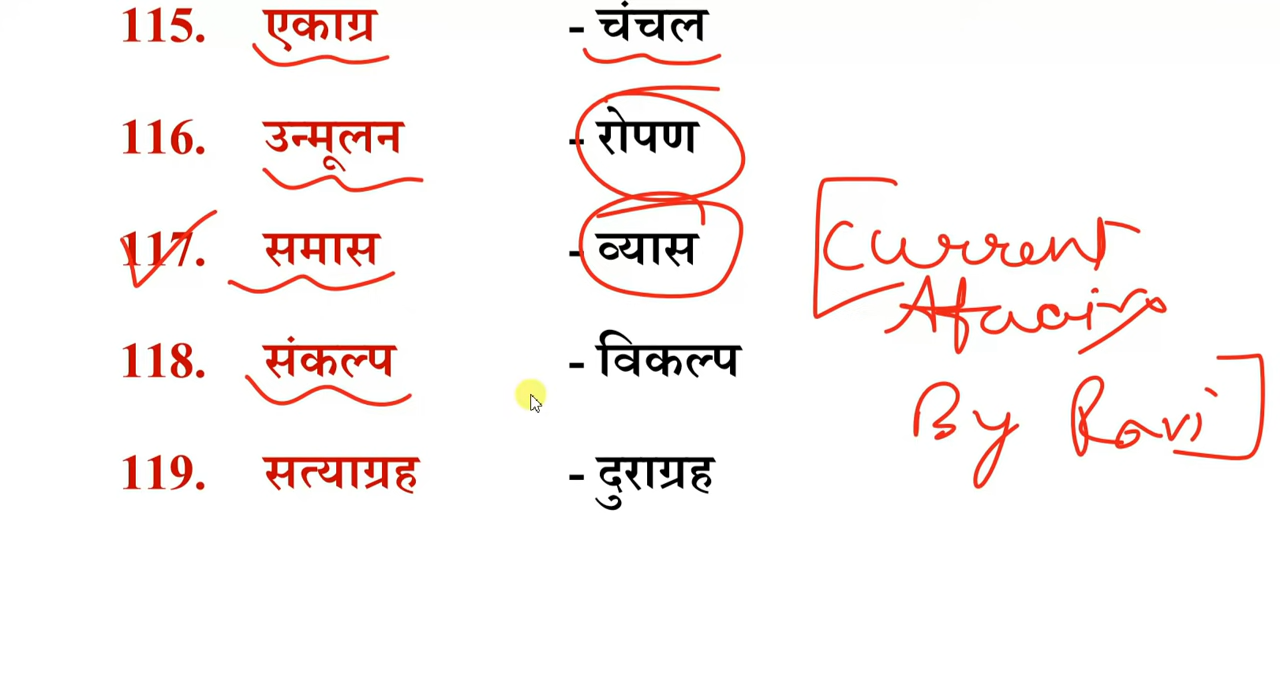 115. एकाग्र - चंचल
116. उन्मूलन - रोपण
117. समास - व्यास
118. संकल्प - विकल्प
119. सत्याग्रह - दुराग्रह
Current
Afaairs
By Ravi